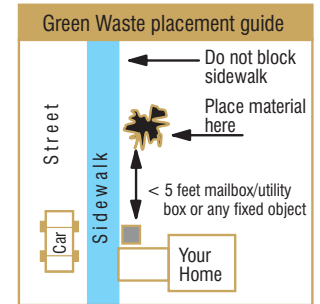 Green Waste placement guide
Do not block
sidewalk
Place material
here
Street
Sidewalk
< 5 feet mailbox/utility
box or any fixed object
Car
Your
Home